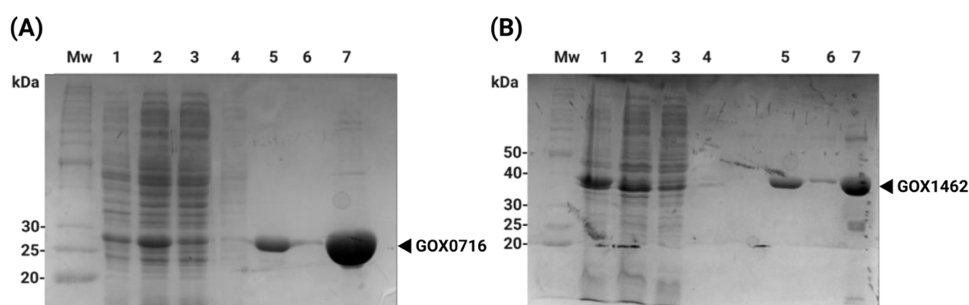 (A)
Mw 1 2 3 4 5 6 7
kDa
30-
25-
20-
GOX0716
(B)
Mw 1 2 3 4 5 6 7
kDa
50-
40-
30-
25-
20-
GOX1462